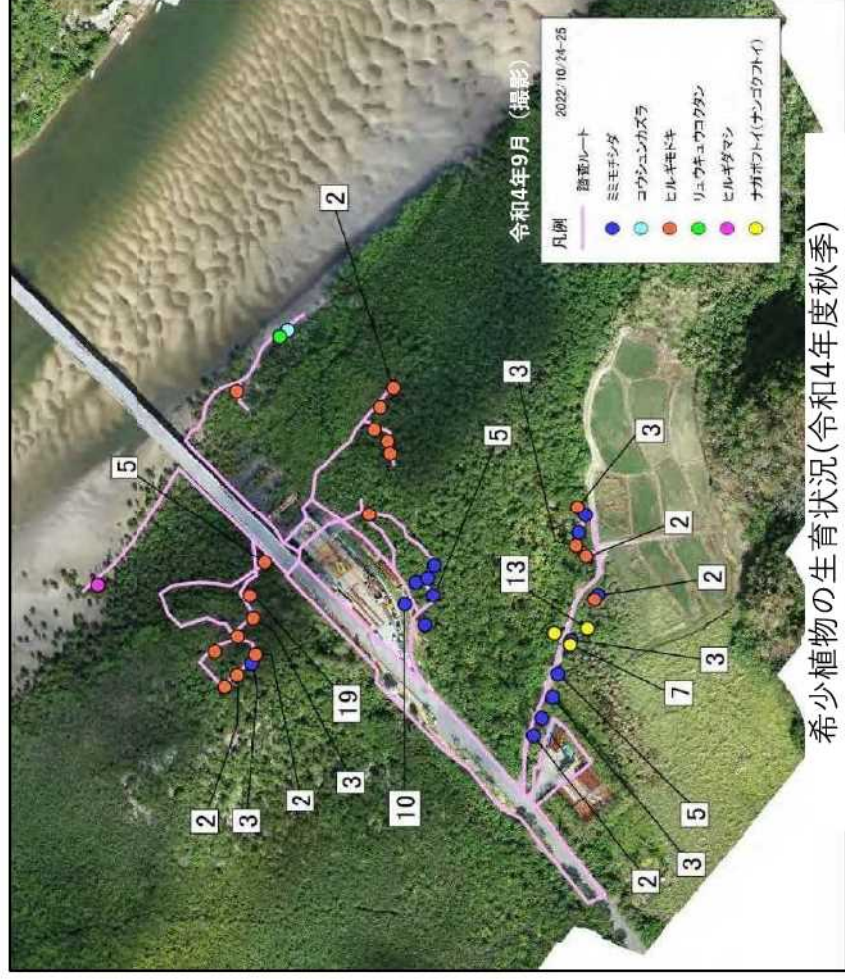 令和4年9月 (撮影)
凡例 2022/10/24-25
踏査ルート
ミミモチシダ
コウシュンカズラ
ヒルギモドキ
リュウキュウコクタン
ヒルギダマシ
ナガボフトイ(ナンゴクフトイ)
2
5
3
5
3
2
13
2
3
7
19
3
2
3
2
10
5
3
2
希少植物の生育状況(令和4年度秋季)